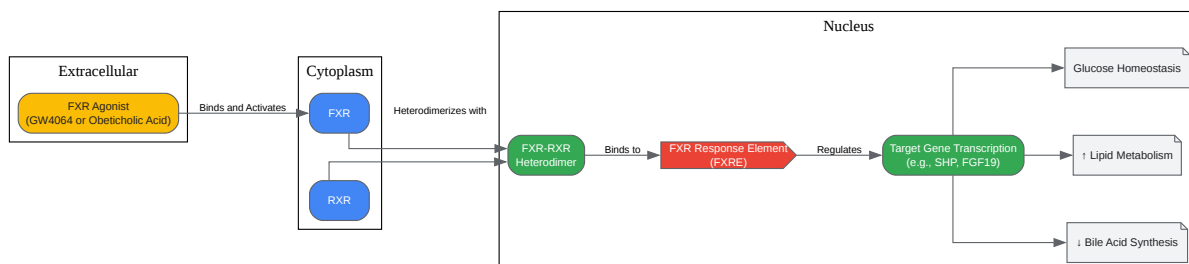 Nucleus
Extracellular
Cytoplasm
Glucose Homeostasis
FXR Agonist
(GW4064 or Obeticholic Acid)
Binds and Activates
FXR
Heterodimerizes with
FXR-RXR
Heterodimer
Binds to
FXR Response Element
(FXRE)
Regulates
Target Gene Transcription
(e.g., SHP, FGF19)
↑ Lipid Metabolism
RXR
↓ Bile Acid Synthesis